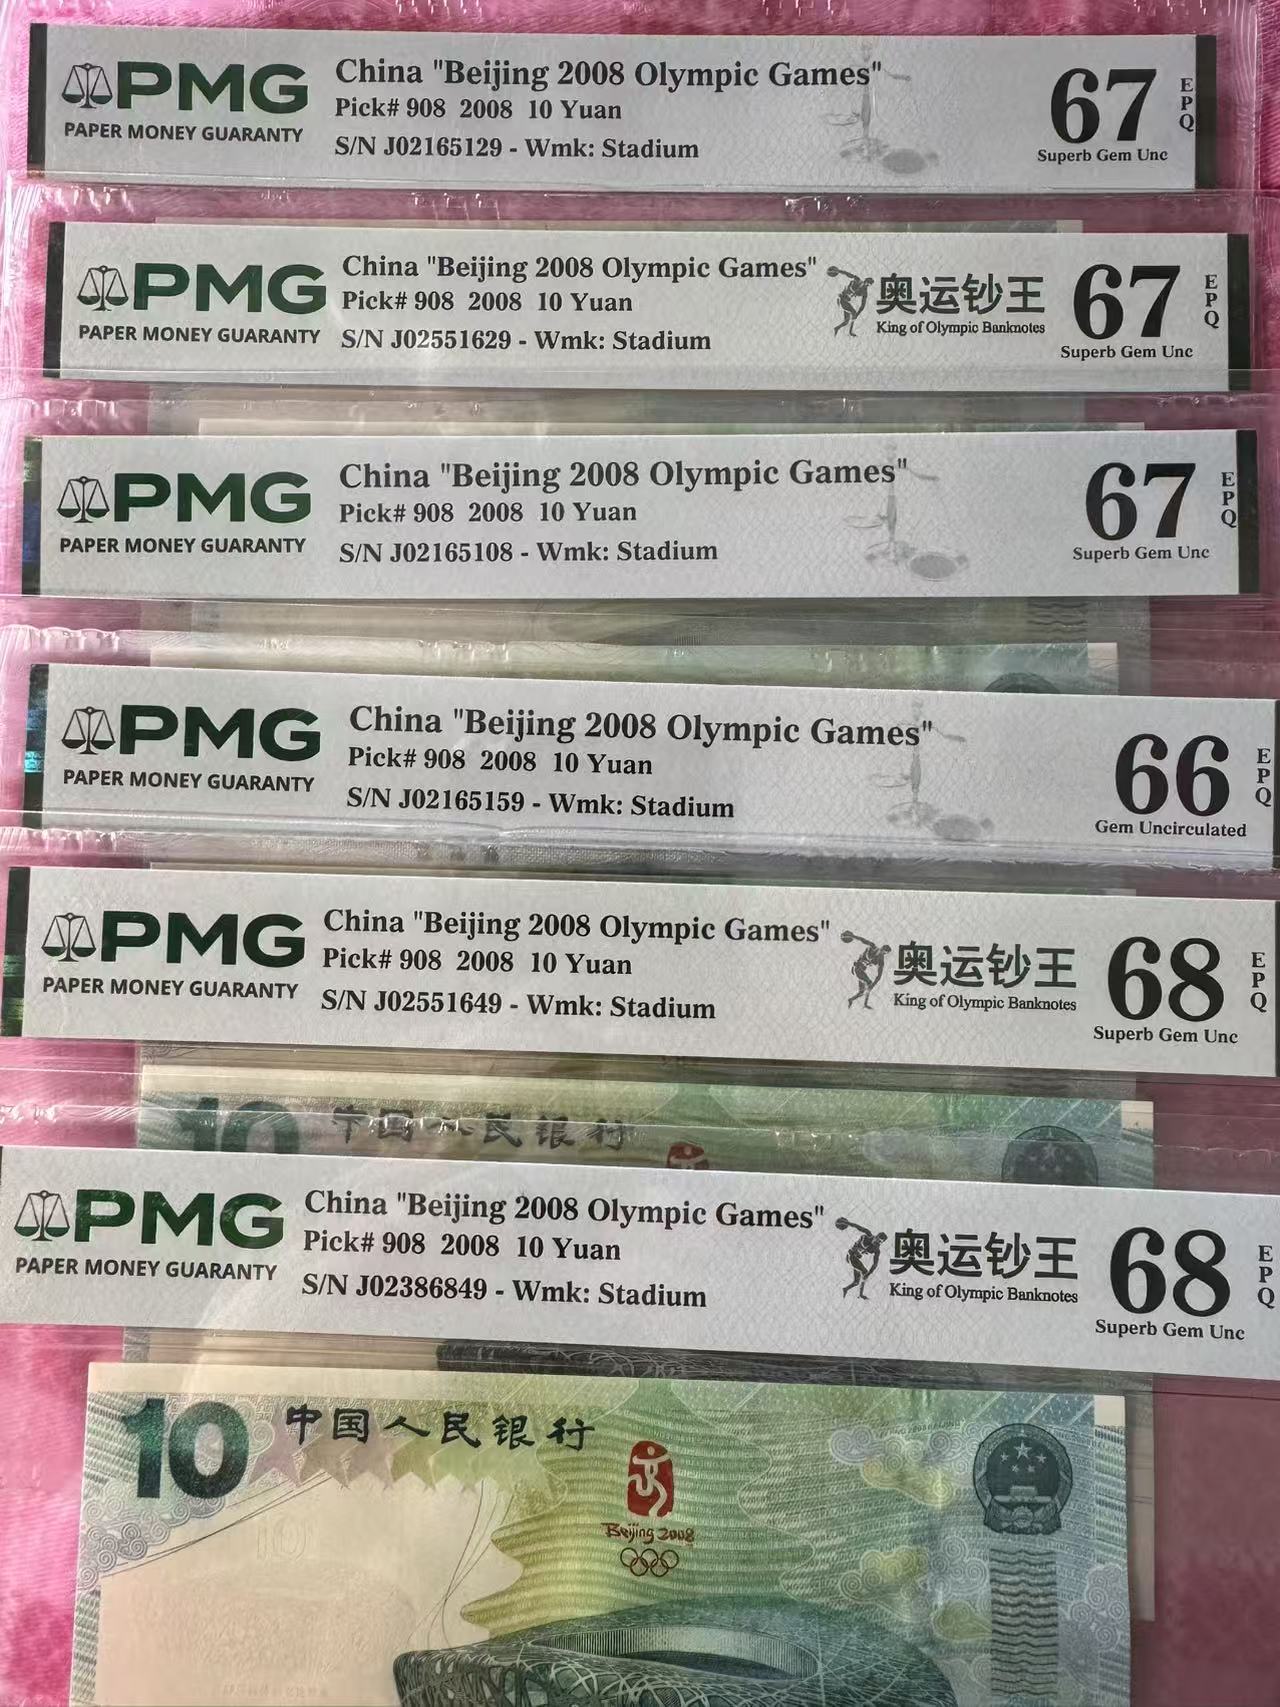 PMG
PAPER MONEY GUARANTY
China "Beijing 2008 Olympic Games"
Pick# 908 2008 10 Yuan
S/N J02165129 - Wmk: Stadium
67
EPQ
Superb Gem Unc
PMG
PAPER MONEY GUARANTY
China "Beijing 2008 Olympic Games"
Pick# 908 2008 10 Yuan
S/N J02551629 - Wmk: Stadium
奥运钞王
King of Olympic Banknotes
67
EPQ
Superb Gem Unc
PMG
PAPER MONEY GUARANTY
China "Beijing 2008 Olympic Games"
Pick# 908 2008 10 Yuan
S/N J02165108 - Wmk: Stadium
67
EPQ
Superb Gem Unc
PMG
PAPER MONEY GUARANTY
China "Beijing 2008 Olympic Games"
Pick# 908 2008 10 Yuan
S/N J02165159 - Wmk: Stadium
66
EPQ
Gem Uncirculated
PMG
PAPER MONEY GUARANTY
China "Beijing 2008 Olympic Games"
Pick# 908 2008 10 Yuan
S/N J02551649 - Wmk: Stadium
奥运钞王
King of Olympic Banknotes
68
EPQ
Superb Gem Unc
10 中国人民银行
PMG
PAPER MONEY GUARANTY
China "Beijing 2008 Olympic Games"
Pick# 908 2008 10 Yuan
S/N J02386849 - Wmk: Stadium
奥运钞王
King of Olympic Banknotes
68
EPQ
Superb Gem Unc
10 中国人民银行
Beijing 2008
10